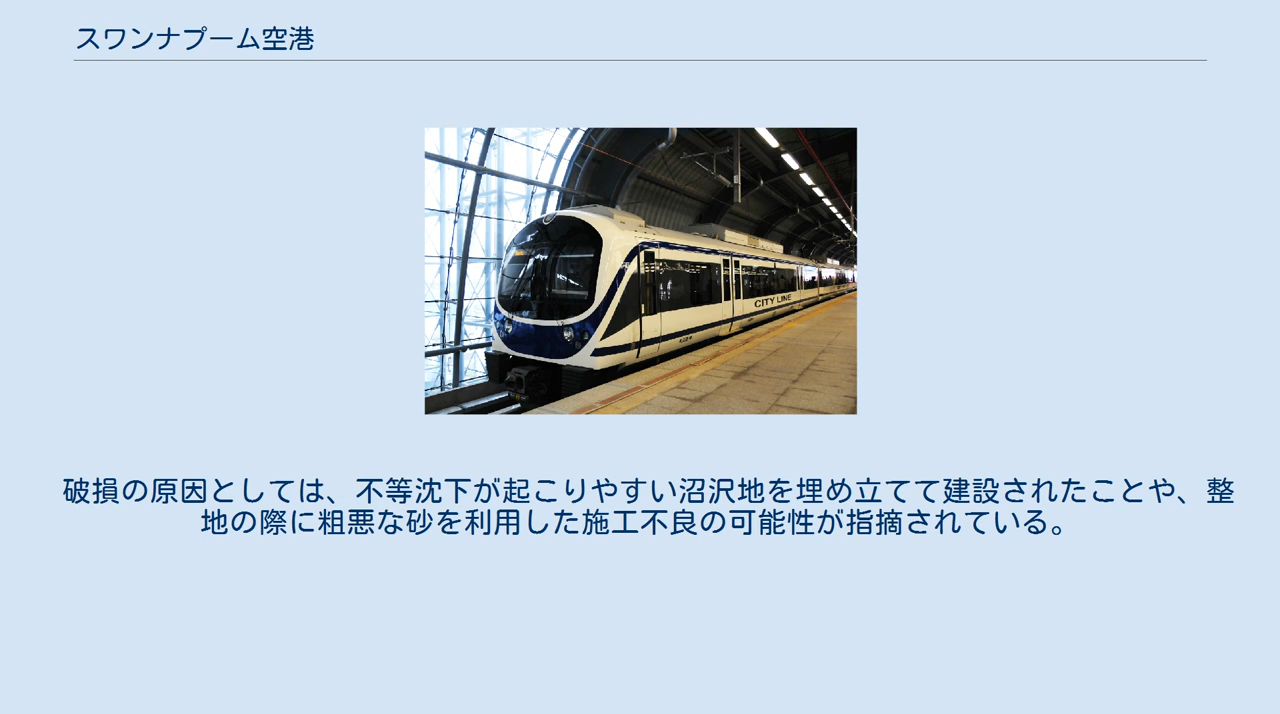 スワンナプーム空港
CITY LINE
破損の原因としては、不等沈下が起こりやすい沼沢地を埋め立てて建設されたことや、整
地の際に粗悪な砂を利用した施工不良の可能性が指摘されている。